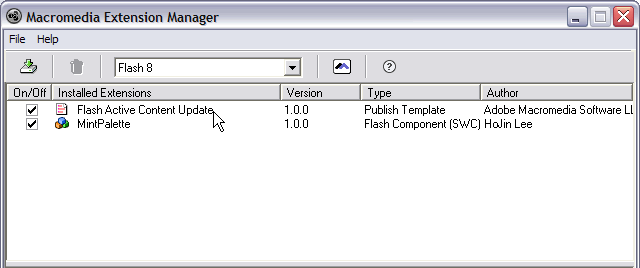 Macromedia Extension Manager
File Help
Flash 8
On/Off Installed Extensions Version Type Author
Flash Active Content Update 1.0.0 Publish Template Adobe Macromedia Software LL
MintPalette 1.0.0 Flash Component (SWC) HoJin Lee